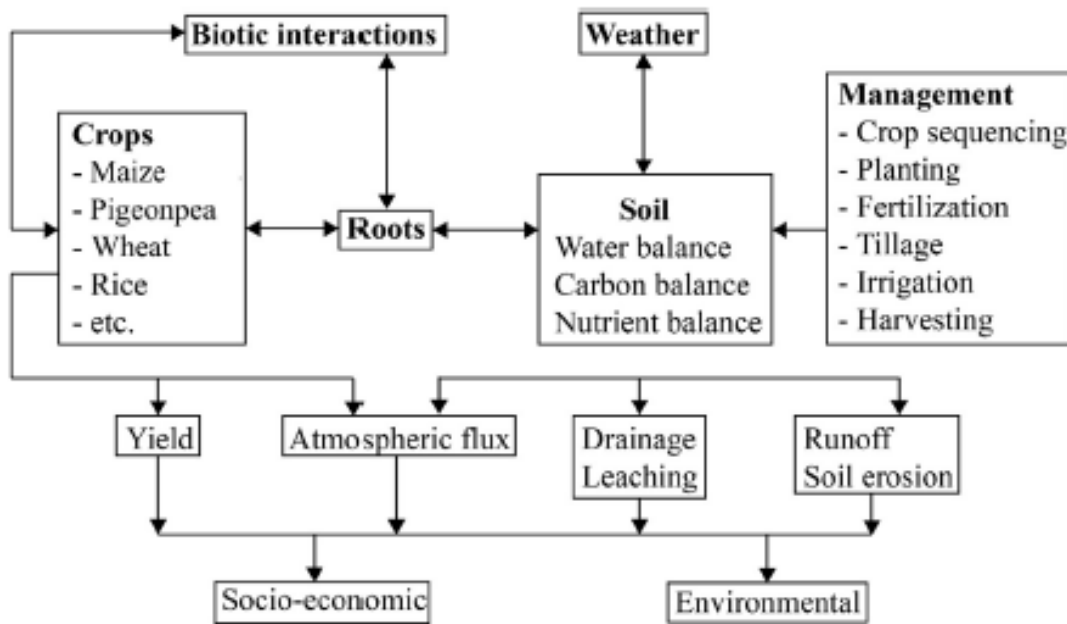 Biotic interactions
Weather
Crops
- Maize
- Pigeonpea
- Wheat
- Rice
- etc.
Roots
Soil
Water balance
Carbon balance
Nutrient balance
Management
- Crop sequencing
- Planting
- Fertilization
- Tillage
- Irrigation
- Harvesting
Yield
Atmospheric flux
Drainage
Leaching
Runoff
Soil erosion
Socio-economic
Environmental